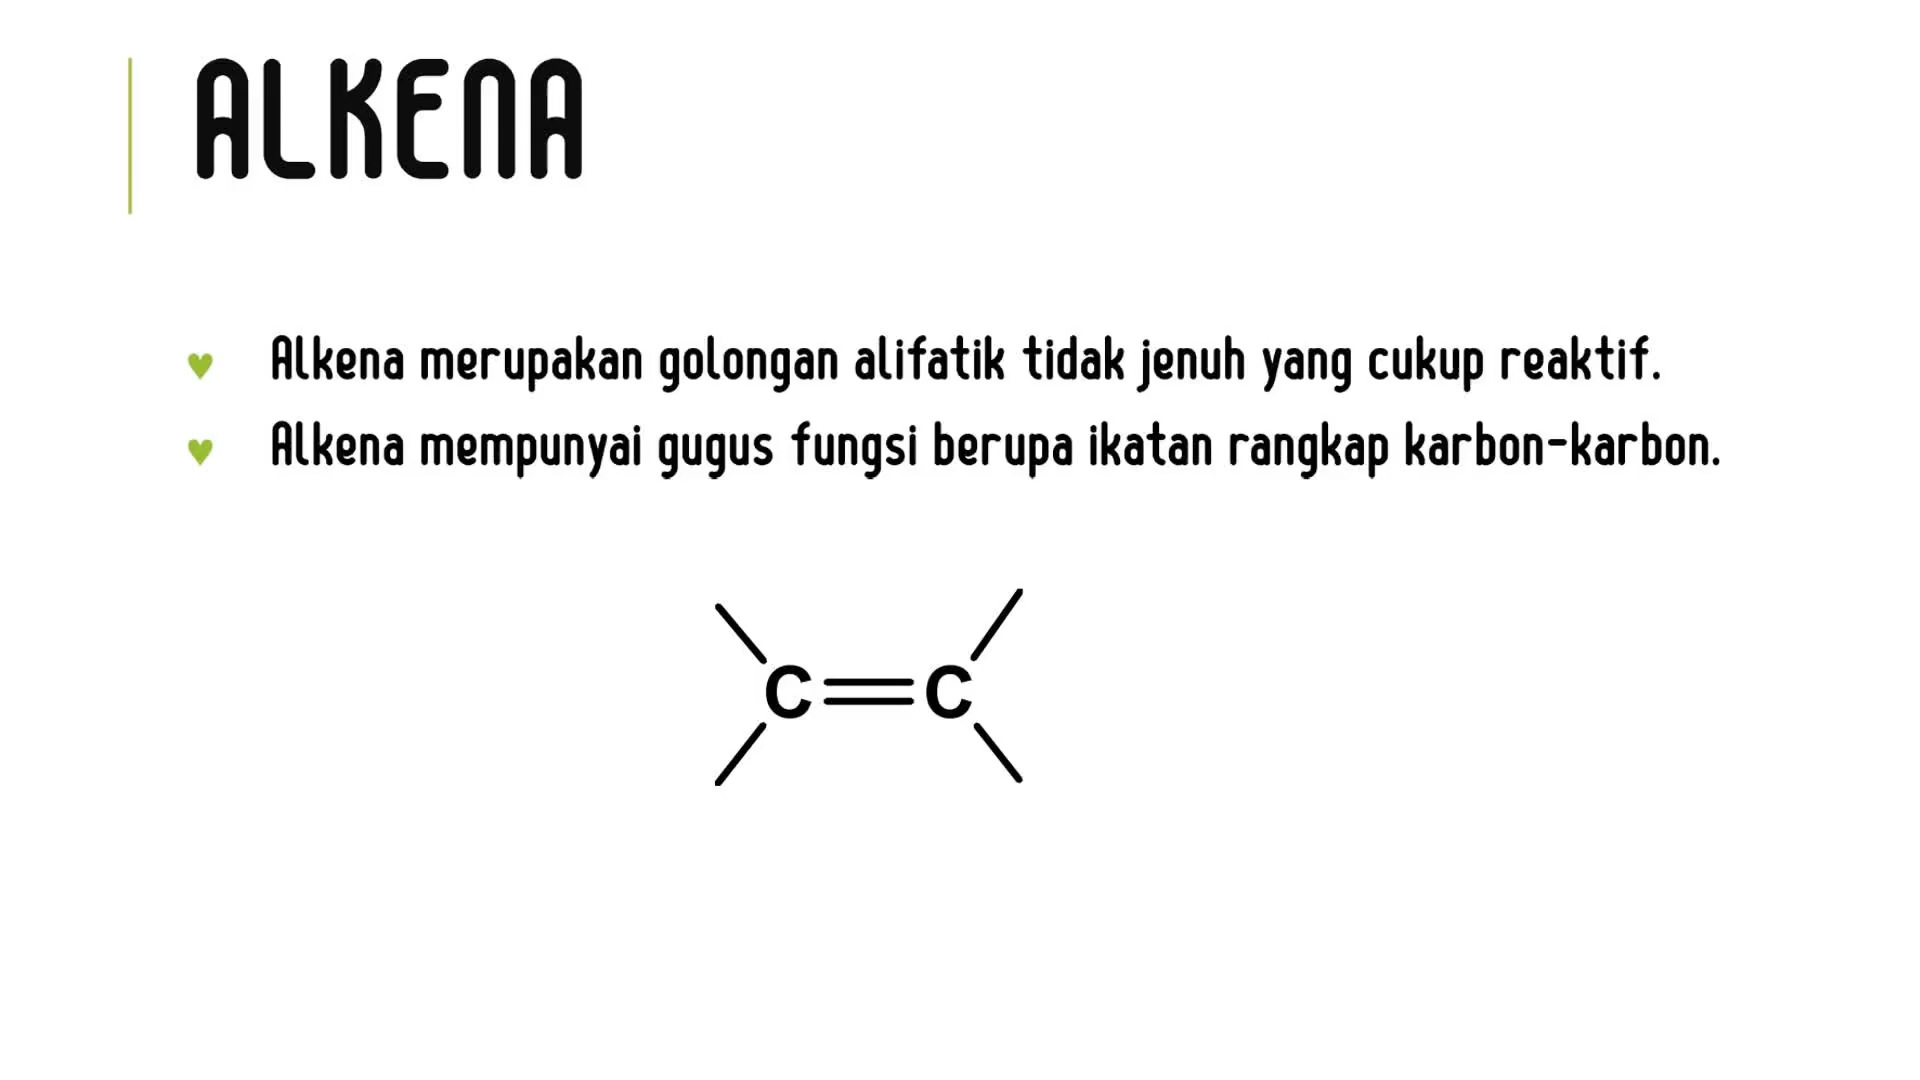 ALKENA
Alkena merupakan golongan alifatik tidak jenuh yang cukup reaktif.
Alkena mempunyai gugus fungsi berupa ikatan rangkap karbon-karbon.
C=C